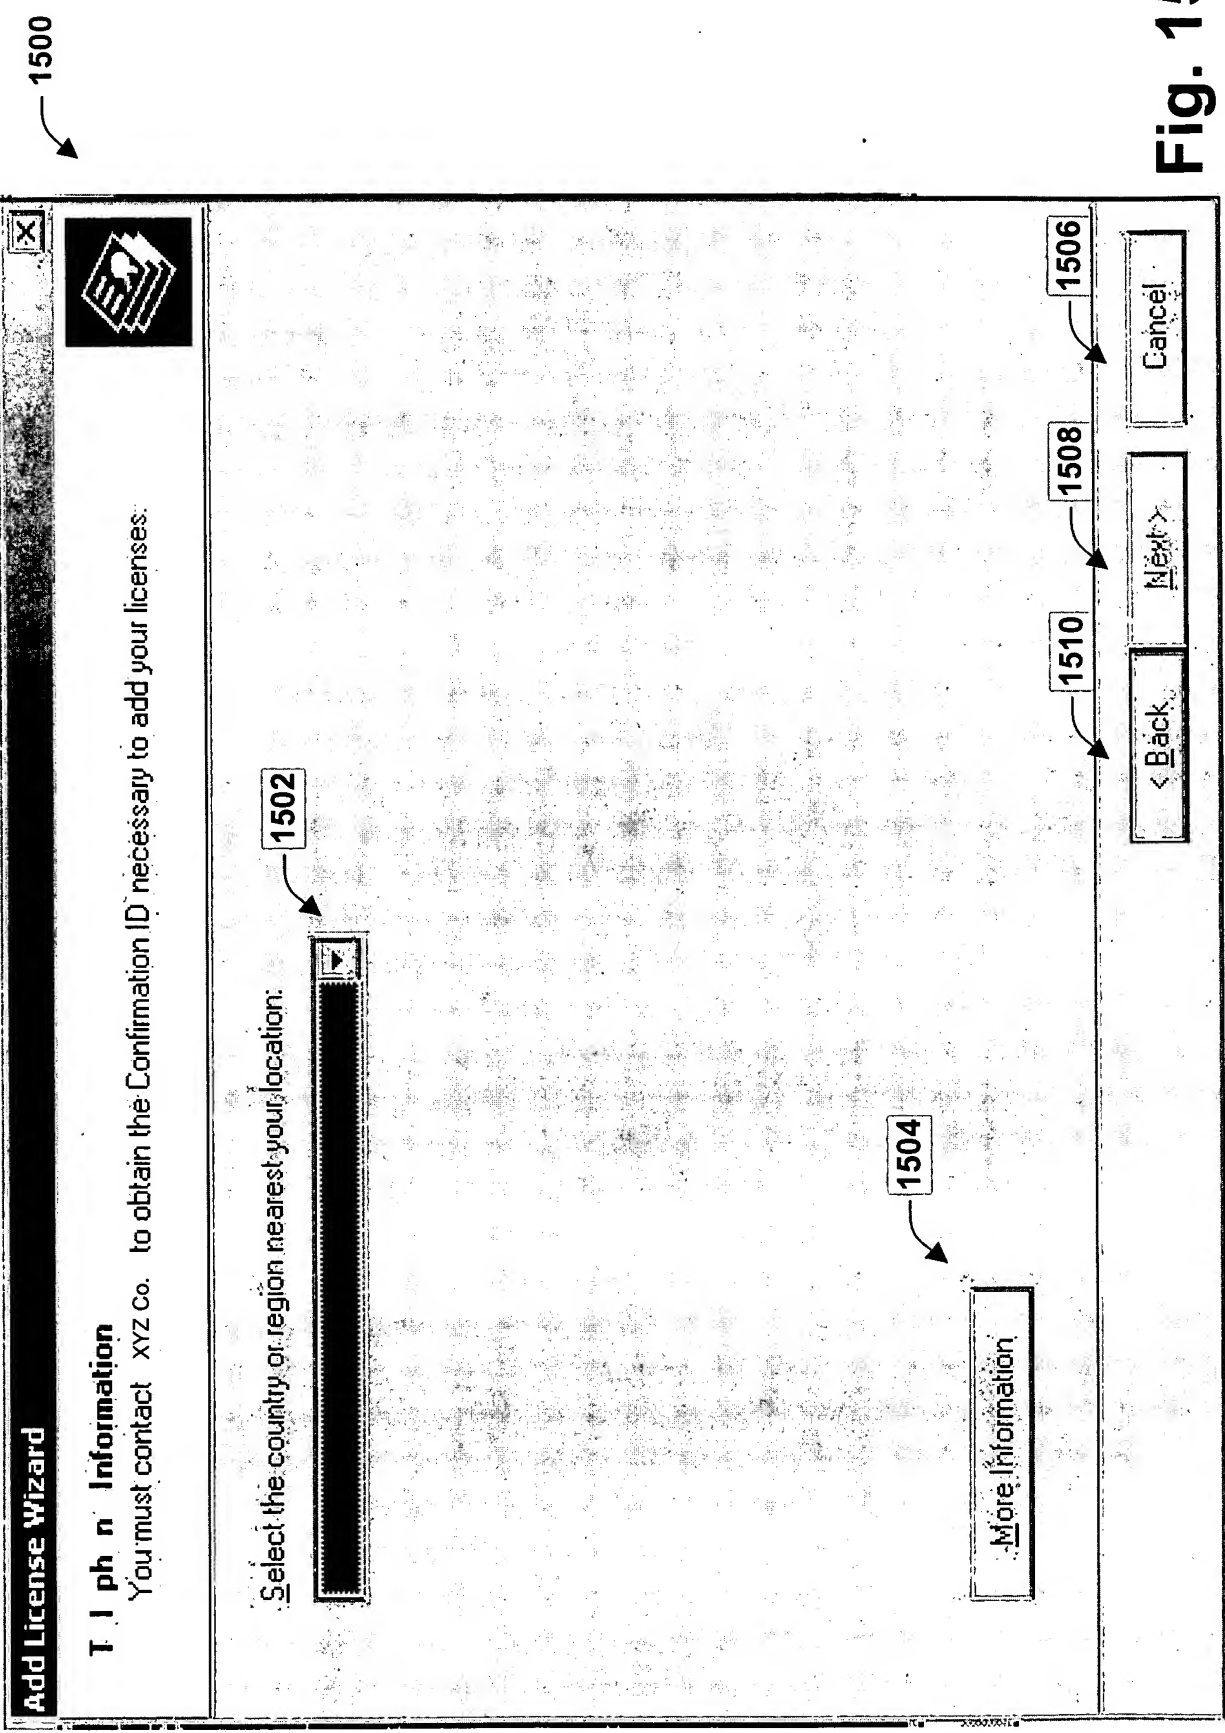 1500
Add License Wizard
T l ph n Information
You must contact XYZ Co. to obtain the Confirmation ID necessary to add your licenses.
Select the country or region nearest your location:
1502
1504
More Information
1510
1508
1506
< Back
Next >
Cancel
Fig. 15